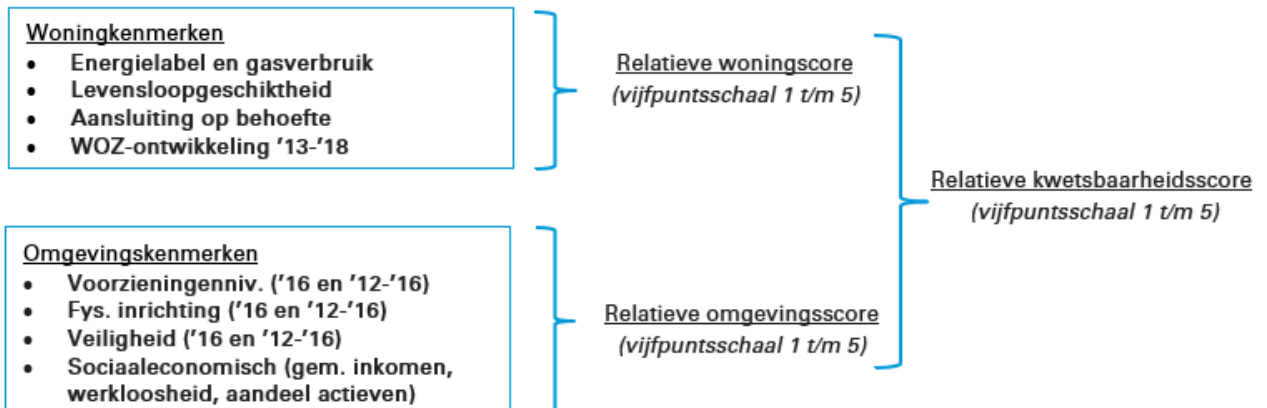 Woningkenmerken
• Energielabel en gasverbruik
• Levensloopgeschiktheid
• Aansluiting op behoefte
• WOZ-ontwikkeling '13-'18
Relatieve woningscore
(vijfpuntsschaal 1 t/m 5)
Relatieve kwetsbaarheidsscore
(vijfpuntsschaal 1 t/m 5)
Omgevingskenmerken
• Voorzieningenniv. ('16 en '12-'16)
• Fys. inrichting ('16 en '12-'16)
• Veiligheid ('16 en '12-'16)
• Sociaaleconomisch (gem. inkomen,
werkloosheid, aandeel actieven)
Relatieve omgevingsscore
(vijfpuntsschaal 1 t/m 5)